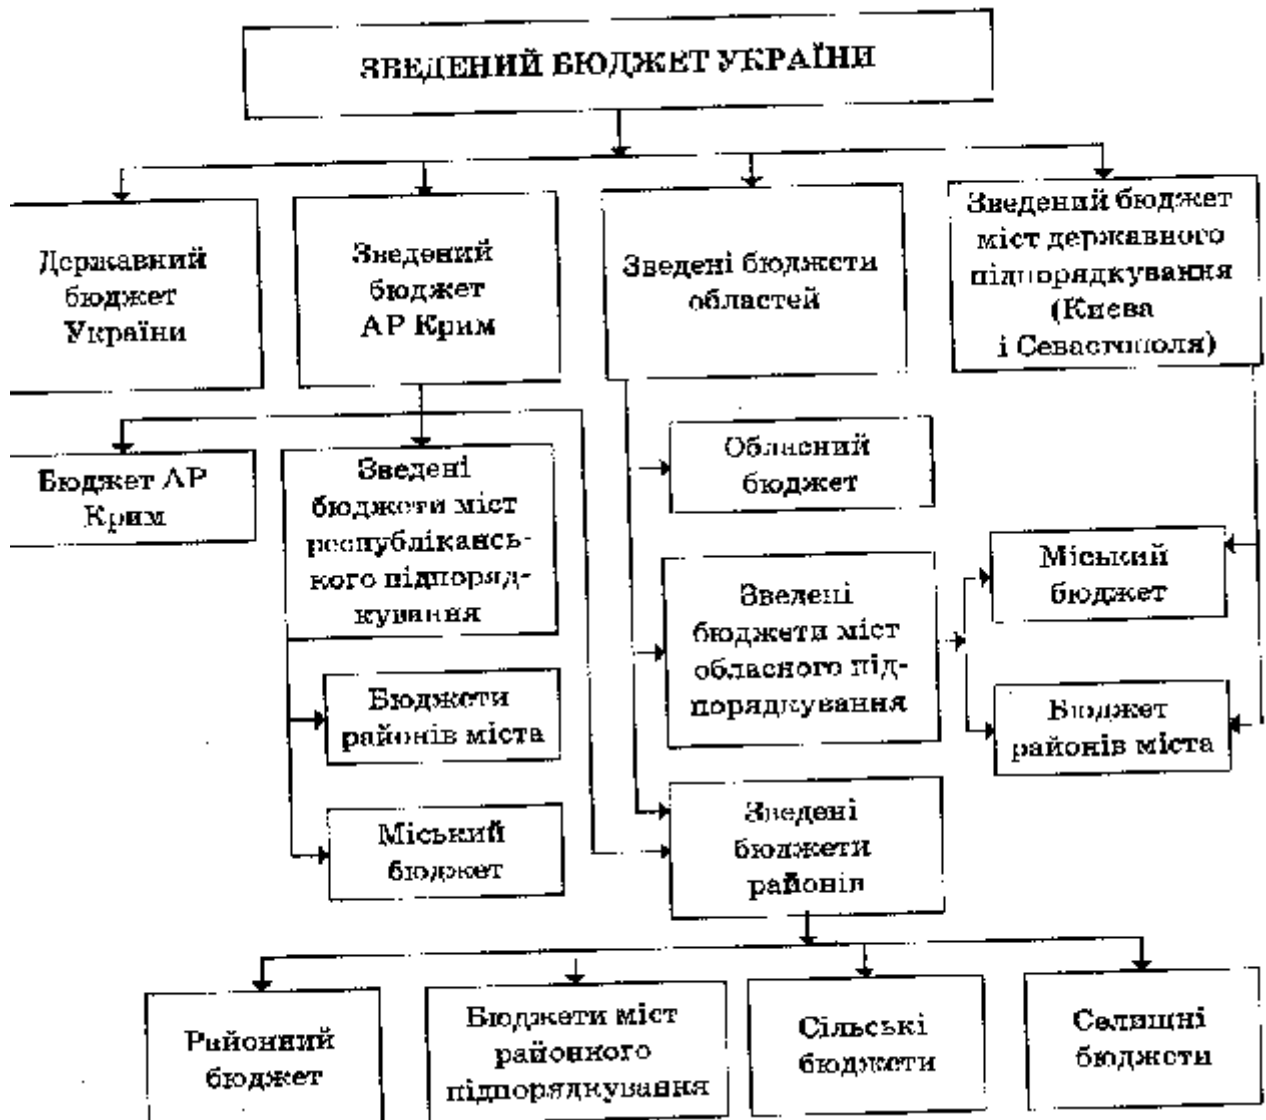 ЗВЕДЕНИЙ БЮДЖЕТ УКРАЇНИ
Державний
бюджет
України
Зведений
бюджет
АР Крим
Зведені бюджети
областей
Зведений бюджет
міст державного
підпорядкування
(Києва
і Севастополя)
Бюджет АР
Крим
Зведені
бюджети міст
республікансь-
кого підпоряд-
кування
Обласний
бюджет
Зведені
бюджети міст
обласного під-
порядкування
Міський
бюджет
Бюджети
районів міста
Бюджет
районів міста
Міський
бюджет
Зведені
бюджети
районів
Районний
бюджет
Бюджети міст
районного
підпорядкування
Сільські
бюджети
Селищні
бюджети